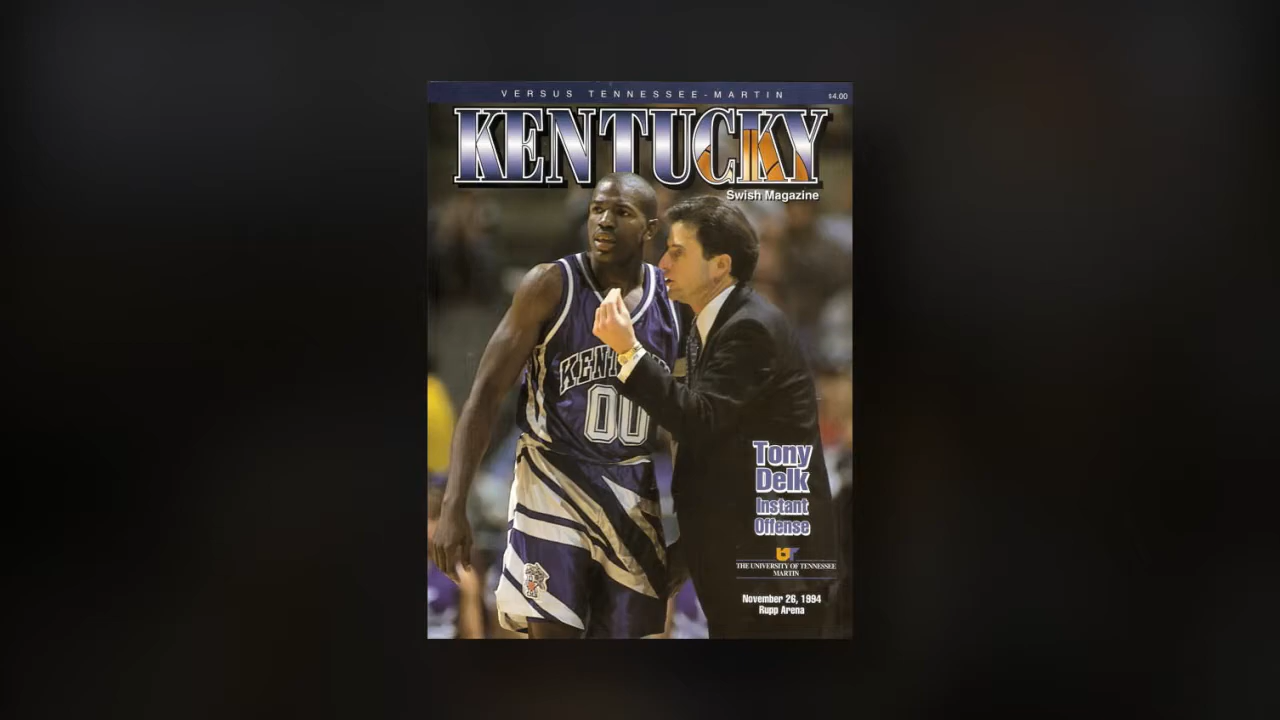 VERSUS TENNESSEE-MARTIN
$4.00
KENTUCKY
Swish Magazine
KENTUCKY
00
Tony
Delk
Instant
Offense
THE UNIVERSITY OF TENNESSEE
MARTIN
November 26, 1994
Rupp Arena